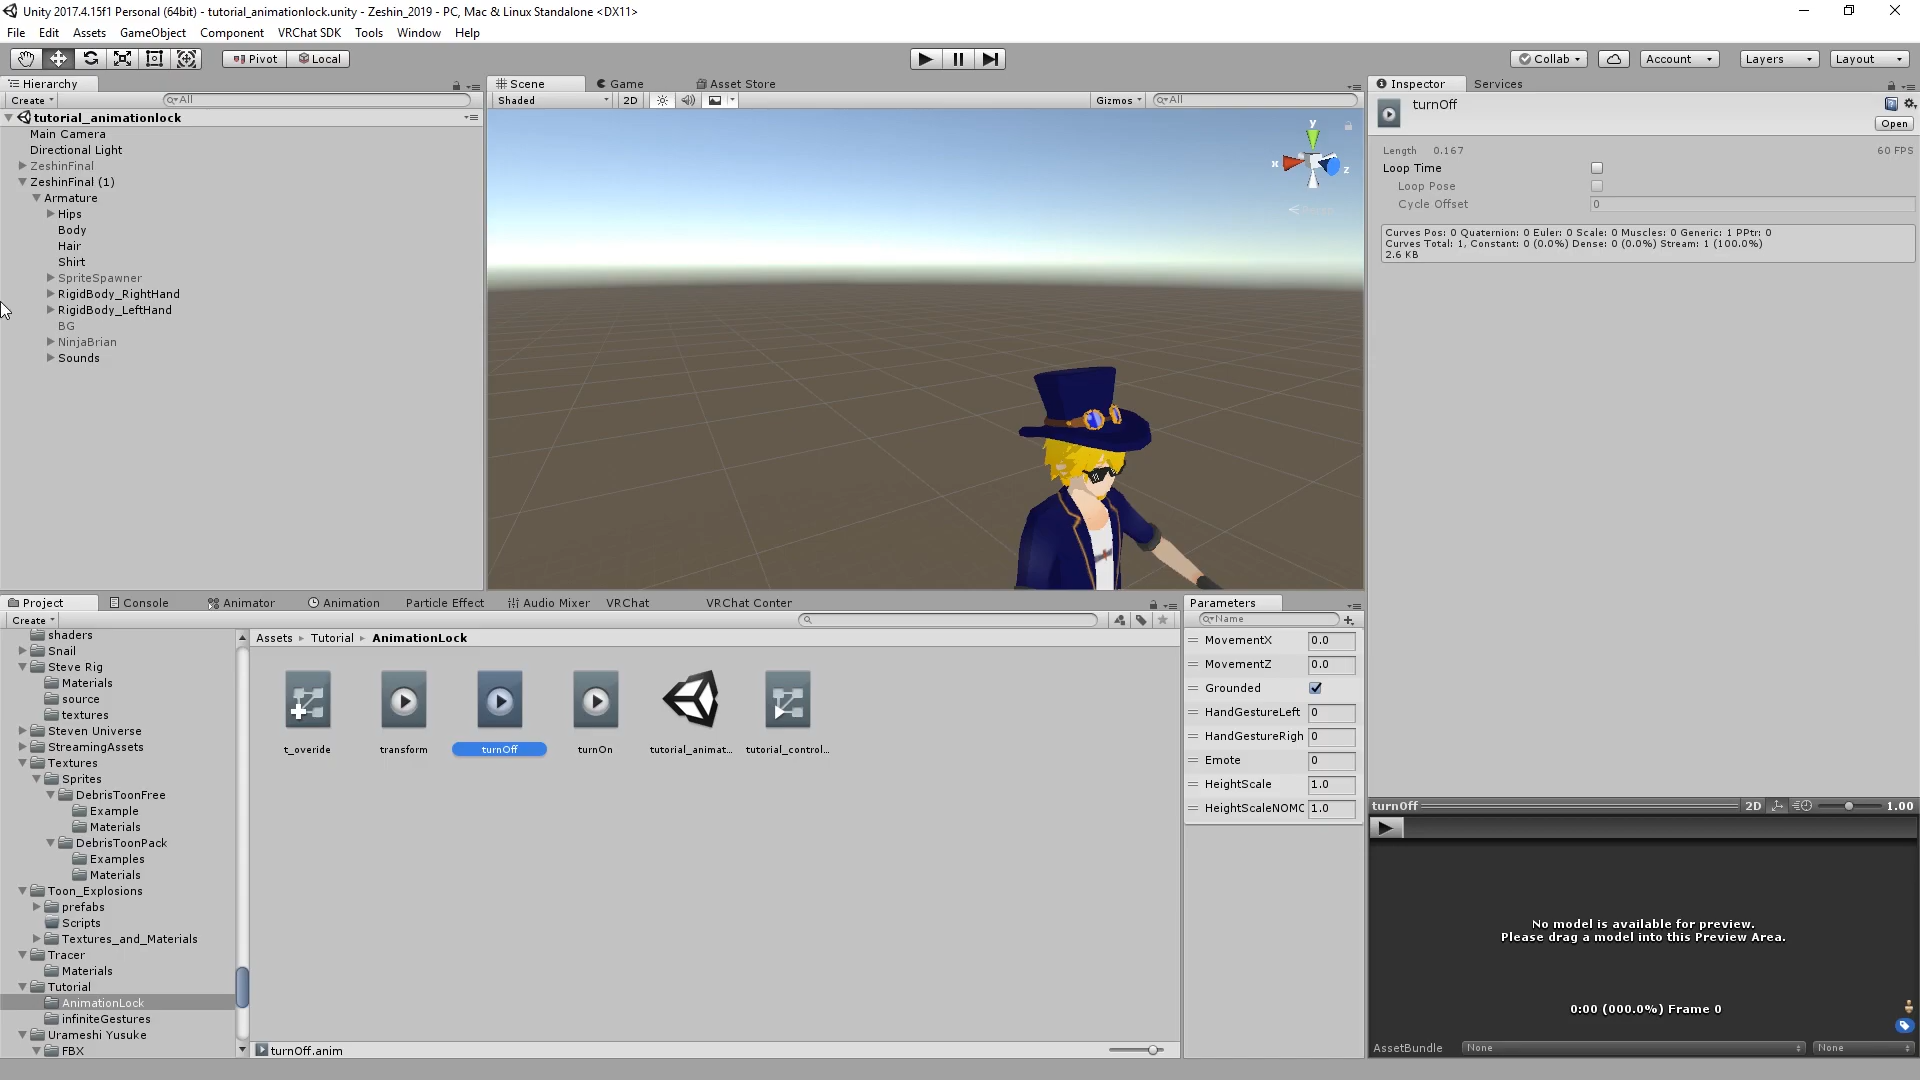 Unity 2017.4.15f1 Personal (64bit) - tutorial_animationlock.unity - Zeshin_2019 - PC, Mac & Linux Standalone <DX11>
File Edit Assets GameObject Component VRChat SDK Tools Window Help
Pivot Local Collab Account Layers Layout
Hierarchy
Create All
tutorial_animationlock
Main Camera
Directional Light
ZeshinFinal
ZeshinFinal (1)
Armature
Hips
Body
Hair
Shirt
SpriteSpawner
RigidBody_RightHand
RigidBody_LeftHand
BG
NinjaBrian
Sounds
Scene Game Asset Store
Shaded 2D Gizmos All
y
x
z
Inspector Services
turnOff
Open
Length 0.167 60 FPS
Loop Time
Loop Pose
Cycle Offset 0
Curves Pos: 0 Quaternion: 0 Euler: 0 Scale: 0 Muscles: 0 Generic: 1 PPtr: 0
Curves Total: 1, Constant: 0 (0.0%) Dense: 0 (0.0%) Stream: 1 (100.0%)
2.6 KB
Project Console Animator Animation Particle Effect Audio Mixer VRChat VRChat Conter
Create
shaders
Snail
Steve Rig
Materials
source
textures
Steven Universe
StreamingAssets
Textures
Sprites
DebrisToonFree
Example
Materials
DebrisToonPack
Examples
Materials
Toon_Explosions
prefabs
Scripts
Textures_and_Materials
Tracer
Materials
Tutorial
AnimationLock
infiniteGestures
Urameshi Yusuke
FBX
Assets Tutorial AnimationLock
t_overide transform turnOff turnOn tutorial_animat... tutorial_control...
turnOff.anim
Parameters
Name
MovementX 0.0
MovementZ 0.0
Grounded
HandGestureLeft 0
HandGestureRigh 0
Emote 0
HeightScale 1.0
HeightScaleNOMC 1.0
turnOff 2D 1.00
No model is available for preview.
Please drag a model into this Preview Area.
0:00 (000.0%) Frame 0
AssetBundle None None